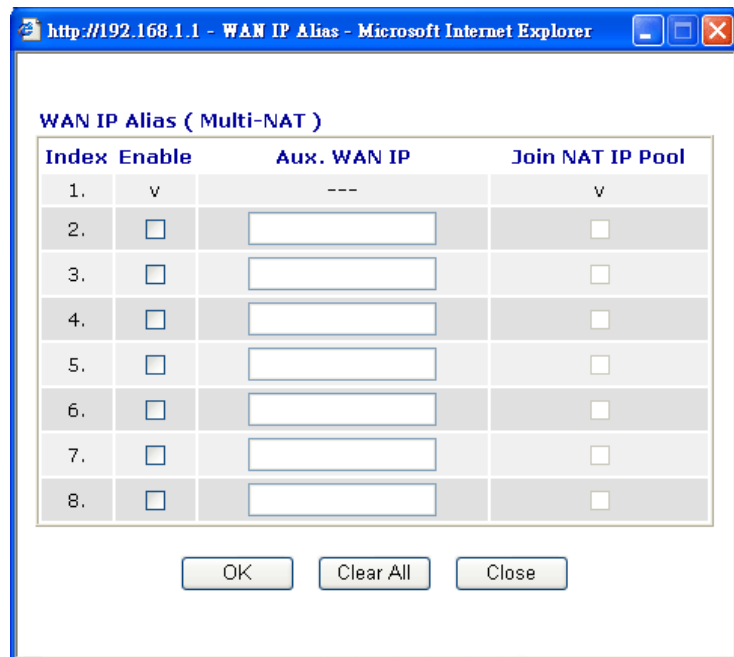 http://192.168.1.1 - WAN IP Alias - Microsoft Internet Explorer
WAN IP Alias ( Multi-NAT )
Index Enable Aux. WAN IP Join NAT IP Pool
1. v --- v
2.
3.
4.
5.
6.
7.
8.
OK Clear All Close